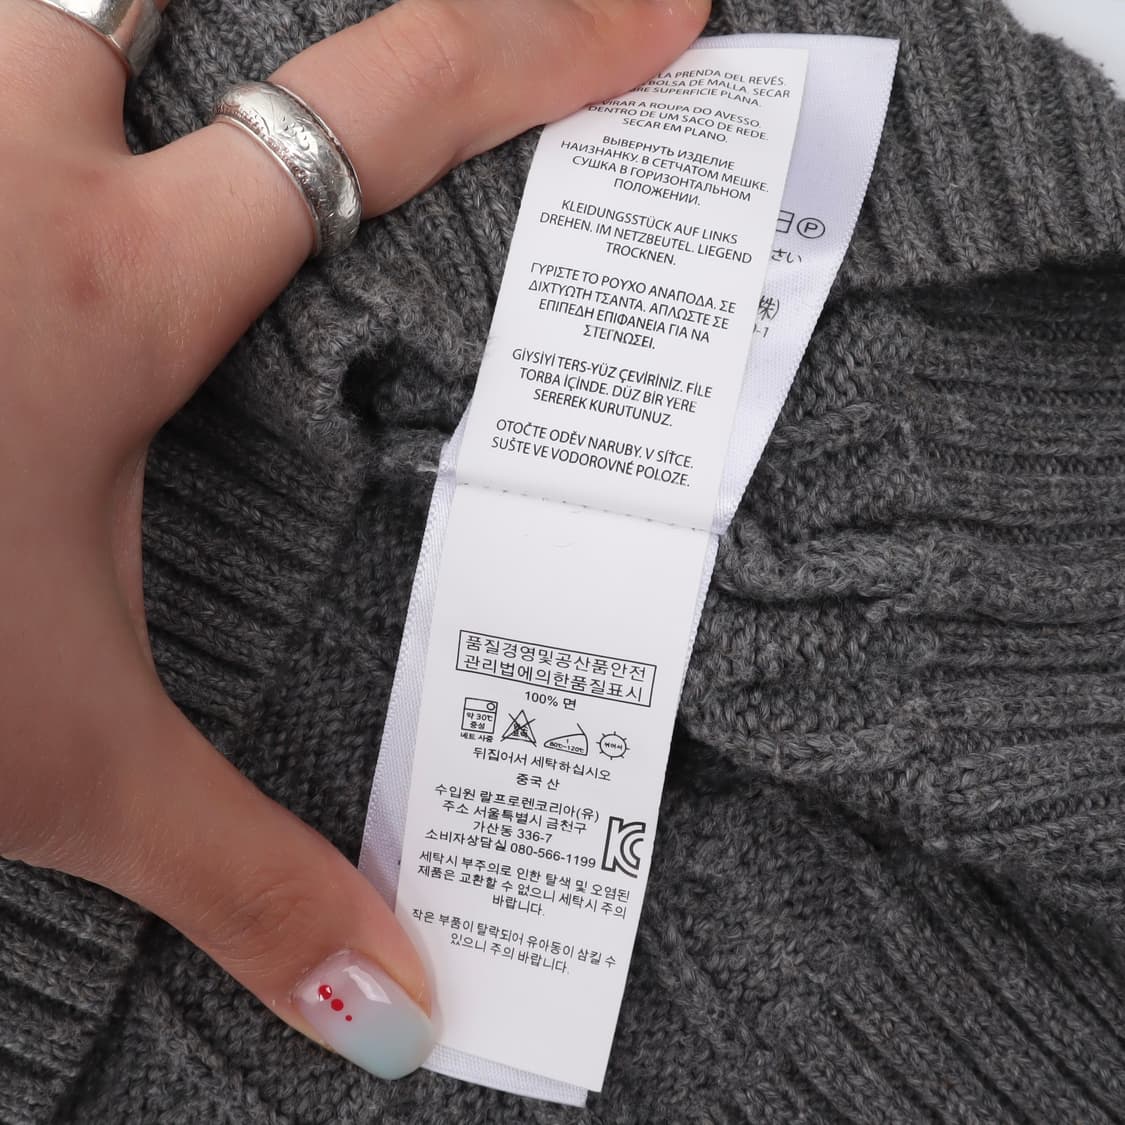 LA PRENDA DEL REVÉS.
BOLSA DE MALLA. SECAR
SUPERFICIE PLANA.
VIRAR A ROUPA DO AVESSO.
DENTRO DE UM SACO DE REDE.
SECAR EM PLANO.
ВЫВЕРНУТЬ ИЗДЕЛИЕ
НАИЗНАНКУ. В СЕТЧАТОМ МЕШКЕ.
СУШКА В ГОРИЗОНТАЛЬНОМ
ПОЛОЖЕНИИ.
KLEIDUNGSSTÜCK AUF LINKS
DREHEN. IM NETZBEUTEL. LIEGEND
TROCKNEN.
ΓΥΡΙΣΤΕ ΤΟ ΡΟΥΧΟ ΑΝΑΠΟΔΑ. ΣΕ
ΔΙΧΤΥΩΤΗ ΤΣΑΝΤΑ. ΑΠΛΩΣΤΕ ΣΕ
ΕΠΙΠΕΔΗ ΕΠΙΦΑΝΕΙΑ ΓΙΑ ΝΑ
ΣΤΕΓΝΩΣΕΙ.
GİYSİYİ TERS-YÜZ ÇEVİRİNİZ. FİLE
TORBA İÇİNDE. DÜZ BİR YERE
SEREREK KURUTUNUZ.
OTOČTE ODĚV NARUBY. V SÍŤCE.
SUŠTE VE VODOROVNÉ POLOZE.
P
さい
(株)
-1
품질경영및공산품안전
관리법에의한품질표시
100% 면
약 30℃
중성
네트 사용
1
80℃~120℃
뒤집어서 세탁하십시오
중국 산
수입원 랄프로렌코리아(유)
주소 서울특별시 금천구
가산동 336-7
소비자상담실 080-566-1199
KC
세탁시 부주의로 인한 탈색 및 오염된
제품은 교환할 수 없으니 세탁시 주의
바랍니다.
작은 부품이 탈락되어 유아동이 삼킬 수
있으니 주의 바랍니다.